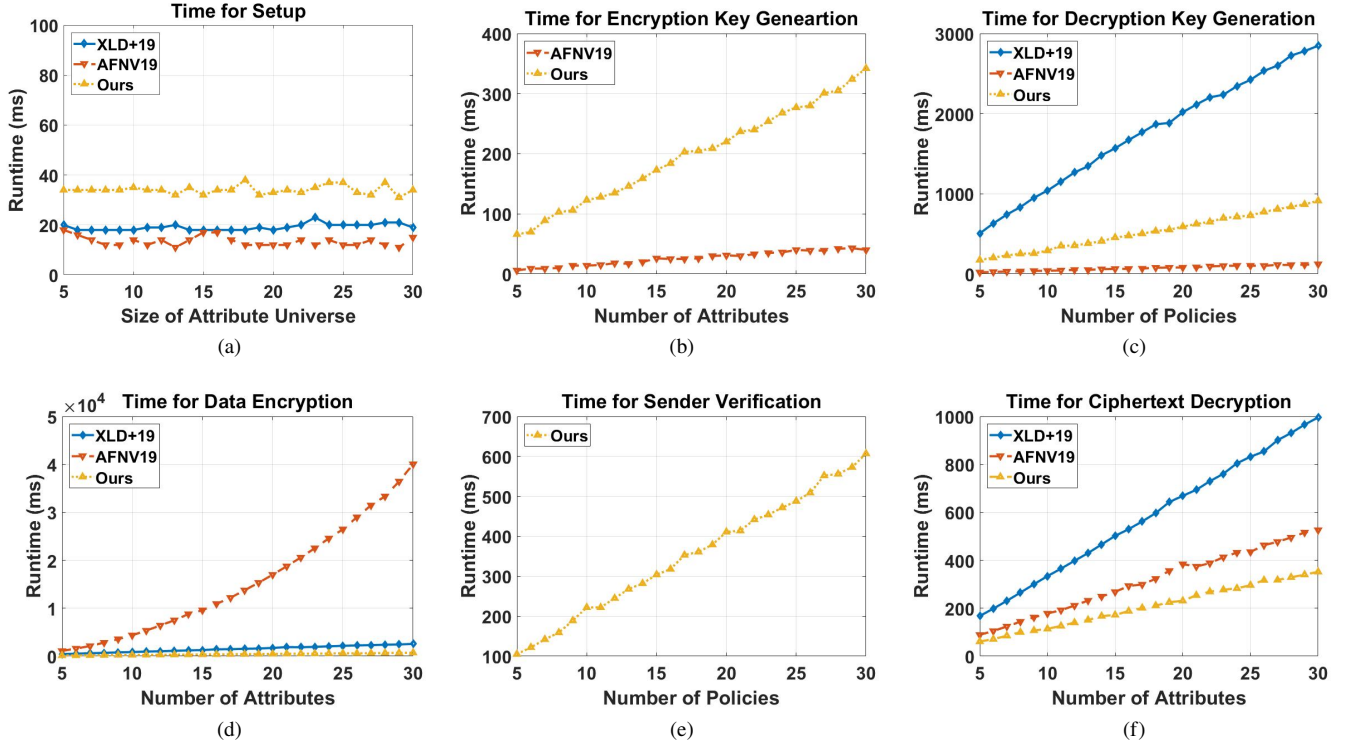 Time for Setup
Runtime (ms)
100
80
60
40
20
0
XLD+19
AFNV19
Ours
5 10 15 20 25 30
Size of Attribute Universe
(a)
Time for Encryption Key Geneartion
Runtime (ms)
400
300
200
100
0
AFNV19
Ours
5 10 15 20 25 30
Number of Attributes
(b)
Time for Decryption Key Generation
Runtime (ms)
3000
2000
1000
0
XLD+19
AFNV19
Ours
5 10 15 20 25 30
Number of Policies
(c)
Time for Data Encryption
×10⁴
Runtime (ms)
5
4
3
2
1
0
XLD+19
AFNV19
Ours
5 10 15 20 25 30
Number of Attributes
(d)
Time for Sender Verification
Runtime (ms)
700
600
500
400
300
200
100
Ours
5 10 15 20 25 30
Number of Policies
(e)
Time for Ciphertext Decryption
Runtime (ms)
1000
800
600
400
200
0
XLD+19
AFNV19
Ours
5 10 15 20 25 30
Number of Attributes
(f)